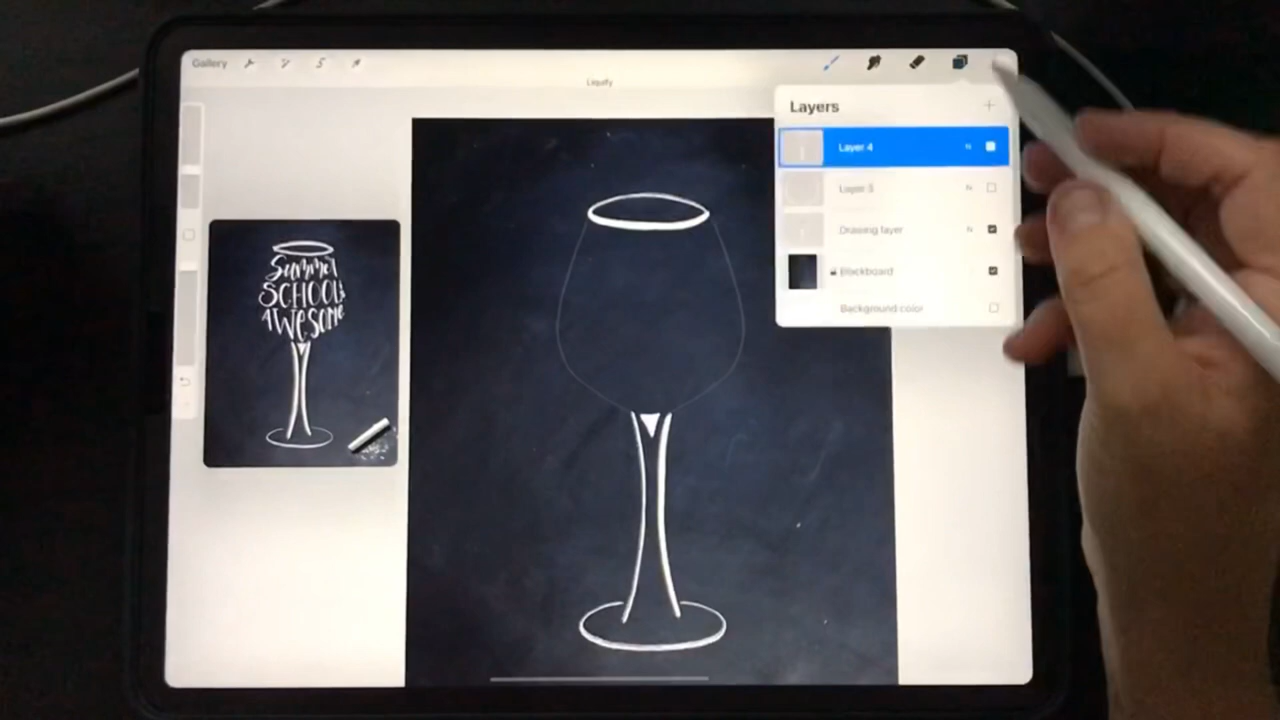 Gallery
Liquify
Layers
Layer 4
N
Layer 3
N
Drawing layer
N
Blackboard
Background color
Summer
SCHOOL
AWESOME